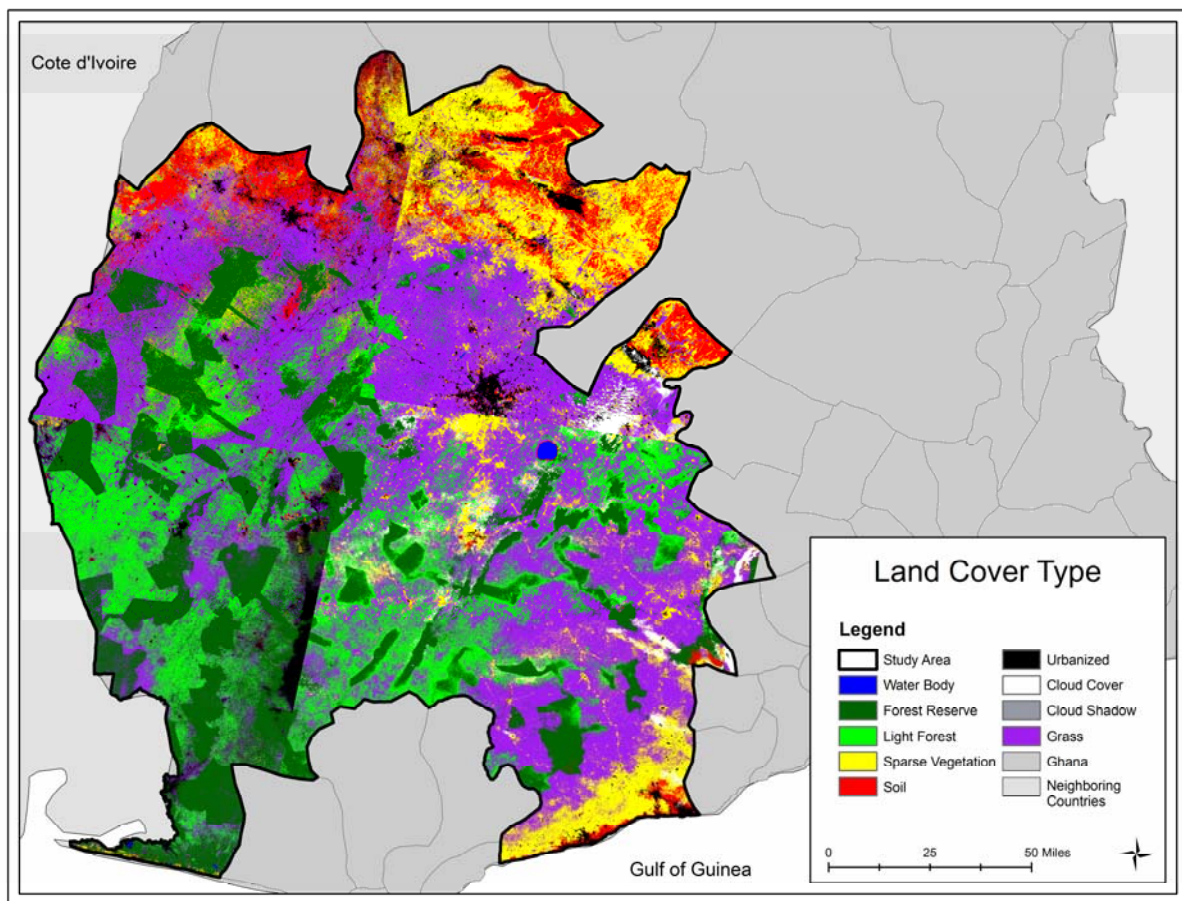 Cote d'Ivoire
Land Cover Type
Legend
Study Area
Water Body
Forest Reserve
Light Forest
Sparse Vegetation
Soil
Urbanized
Cloud Cover
Cloud Shadow
Grass
Ghana
Neighboring
Countries
0 25 50 Miles
Gulf of Guinea